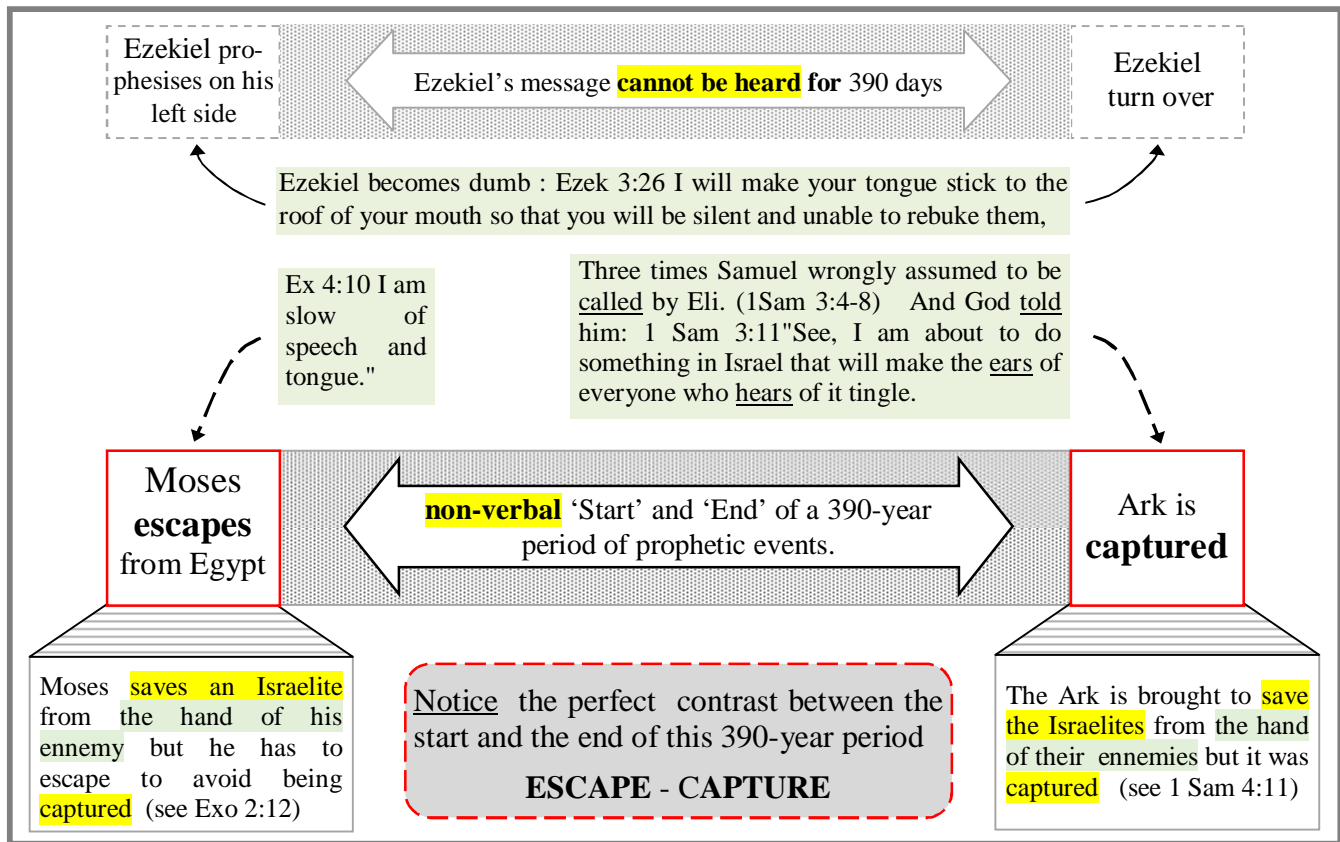 Ezekiel pro-
phesises on his
left side
Ezekiel's message cannot be heard for 390 days
Ezekiel
turn over
Ezekiel becomes dumb : Ezek 3:26 I will make your tongue stick to the
roof of your mouth so that you will be silent and unable to rebuke them,
Ex 4:10 I am
slow of
speech and
tongue."
Three times Samuel wrongly assumed to be
called by Eli. (1Sam 3:4-8) And God told
him: 1 Sam 3:11"See, I am about to do
something in Israel that will make the ears of
everyone who hears of it tingle.
Moses
escapes
from Egypt
non-verbal ‘Start’ and ‘End’ of a 390-year
period of prophetic events.
Ark is
captured
Moses saves an Israelite
from the hand of his
ennemy but he has to
escape to avoid being
captured (see Exo 2:12)
Notice the perfect contrast between the
start and the end of this 390-year period
ESCAPE - CAPTURE
The Ark is brought to save
the Israelites from the hand
of their ennemies but it was
captured (see 1 Sam 4:11)